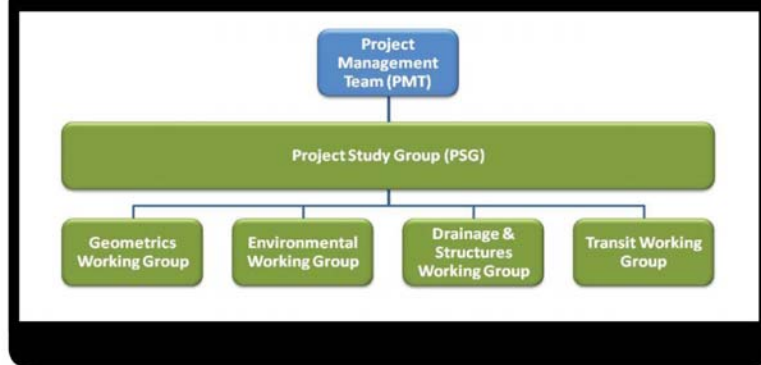 Project
Management
Team (PMT)
Project Study Group (PSG)
Geometrics
Working Group
Environmental
Working Group
Drainage &
Structures
Working Group
Transit Working
Group